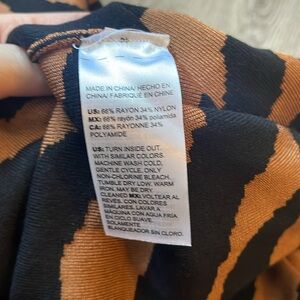 MADE IN CHINA/ HECHO EN
CHINA/ FABRIQUÉ EN CHINE
US: 66% RAYON 34% NYLON
MX: 66% rayón 34% poliamida
CA: 66% RAYONNE 34%
POLYAMIDE
US: TURN INSIDE OUT.
WITH SIMILAR COLORS.
MACHINE WASH COLD,
GENTLE CYCLE. ONLY
NON-CHLORINE BLEACH.
TUMBLE DRY LOW. WARM
IRON, MAY BE DRY
CLEANED MX: VOLTEAR AL
REVÉS. CON COLORES
SIMILARES. LAVAR A
MÁQUINA CON AGUA FRÍA
EN CICLO SUAVE.
SOLAMENTE
BLANQUEADOR SIN CLORO.